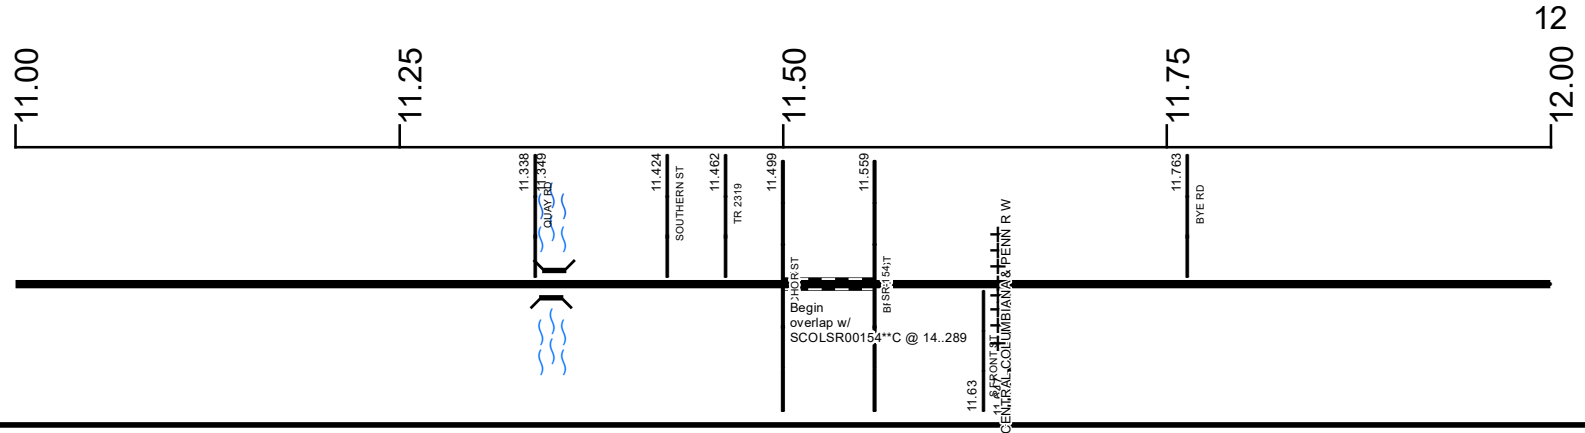 12
11.00
11.25
11.50
11.75
12.00
11.338
11.349
QUAY RD
11.424
SOUTHERN ST
11.462
TR 2319
11.499
11.559
11.763
BYE RD
SR 154
Begin
overlap w/
SCOLSR00154**C @ 14..289
11.63
S FRONT ST
CENTRAL COLUMBIANA & PENN R W